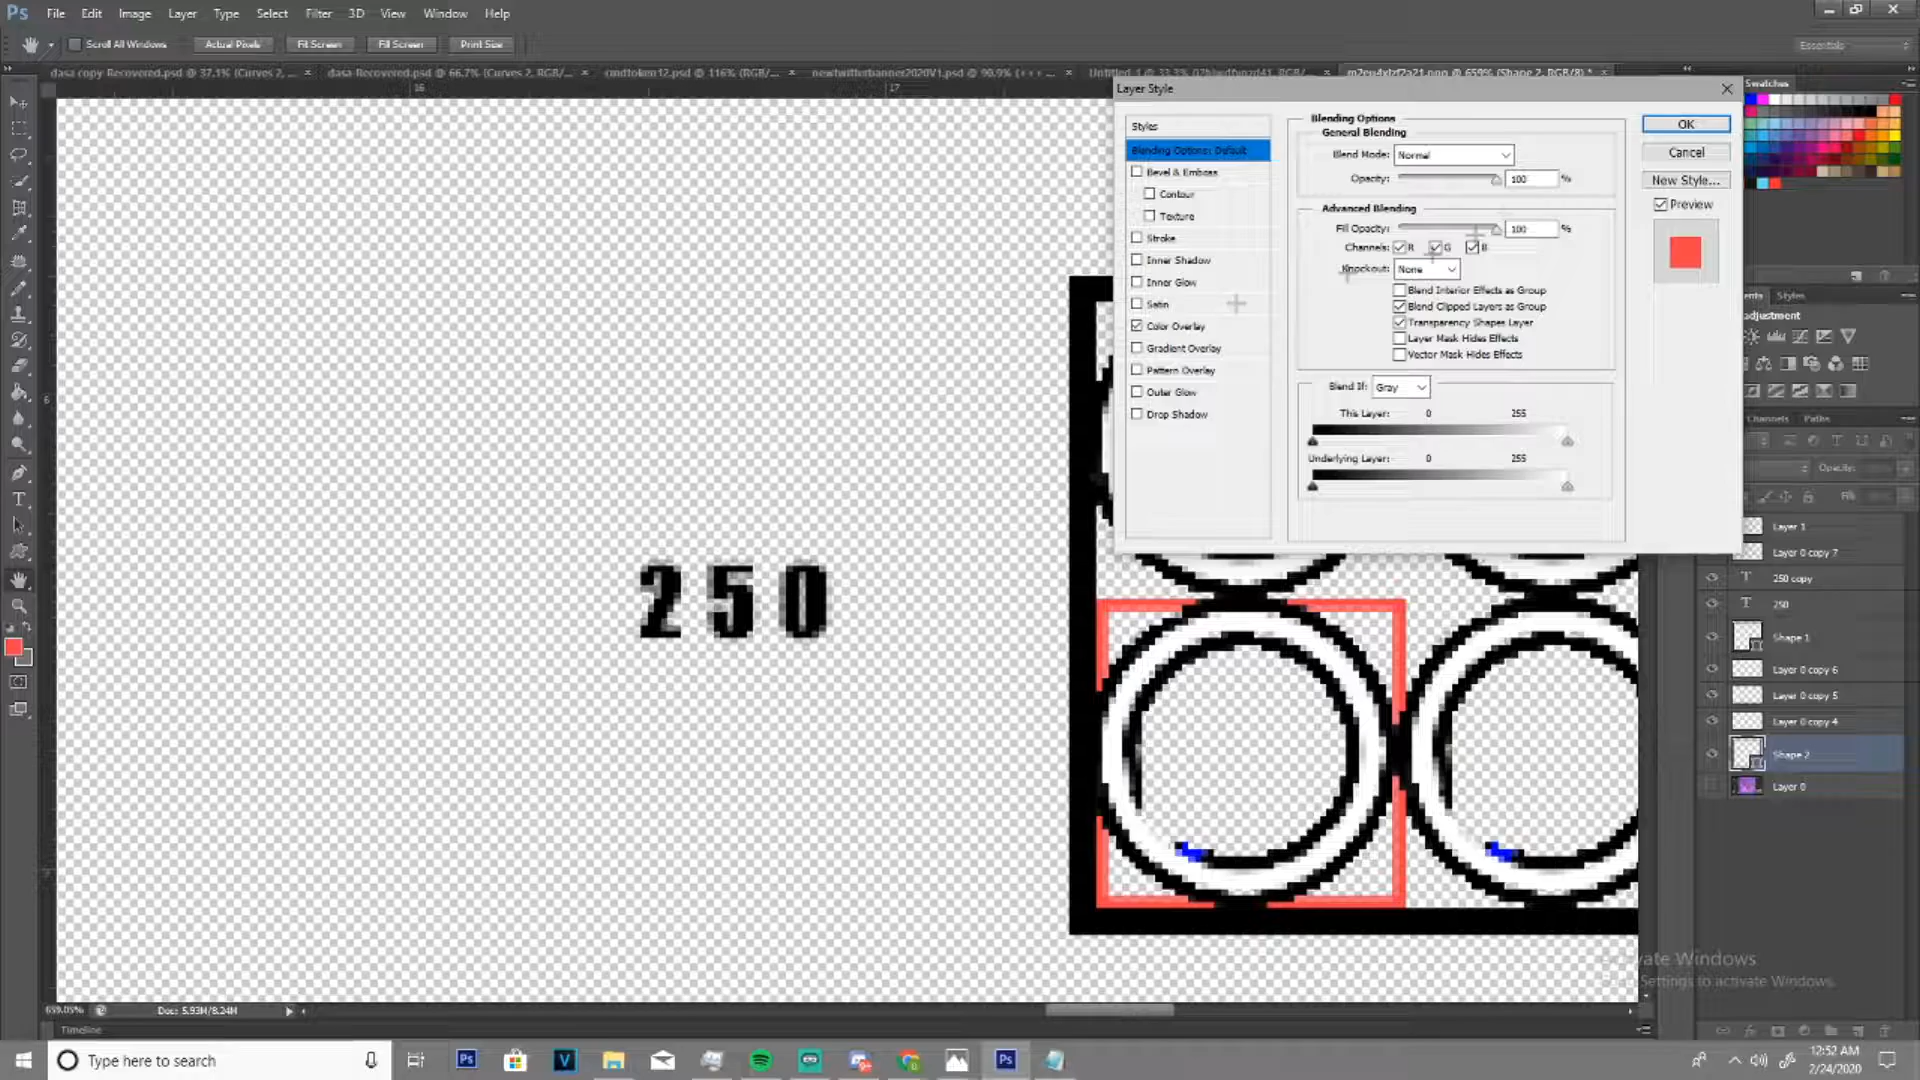 Ps File Edit Image Layer Type Select Filter 3D View Window Help
Scroll All Windows Actual Pixels Fit Screen Fill Screen Print Size Essentials
dasa copy Recovered.psd @ 37.1% (Curves 2, ... × dasa-Recovered.psd @ 66.7% (Curves 2, RGB/... × cmdtoken12.psd @ 116% (RGB/... × newtwitterbanner2020V1.psd @ 90.9% (+++ ... × Untitled-1 @ 33.3% × @ 659% (Shape 2, RGB/8) * ×
16 17
Layer Style
Swatches
Styles
Blending Options: Default
Bevel & Emboss
Contour
Texture
Stroke
Inner Shadow
Inner Glow
Satin
Color Overlay
Gradient Overlay
Pattern Overlay
Outer Glow
Drop Shadow
Blending Options
General Blending
Blend Mode: Normal
Opacity: 100 %
Advanced Blending
Fill Opacity: 100 %
Channels: R G B
Knockout: None
Blend Interior Effects as Group
Blend Clipped Layers as Group
Transparency Shapes Layer
Layer Mask Hides Effects
Vector Mask Hides Effects
Blend If: Gray
This Layer: 0 255
Underlying Layer: 0 255
OK
Cancel
New Style...
Preview
ents Styles
adjustment
Channels Paths
Opacity:
Fill:
Layer 1
Layer 0 copy 7
250 copy
250
Shape 1
Layer 0 copy 6
Layer 0 copy 5
Layer 0 copy 4
Shape 2
Layer 0
6
250
Activate Windows
Settings to activate Windows.
659.05% Doc: 5.93M/8.24M
Timeline
Type here to search
12:52 AM
2/24/2020